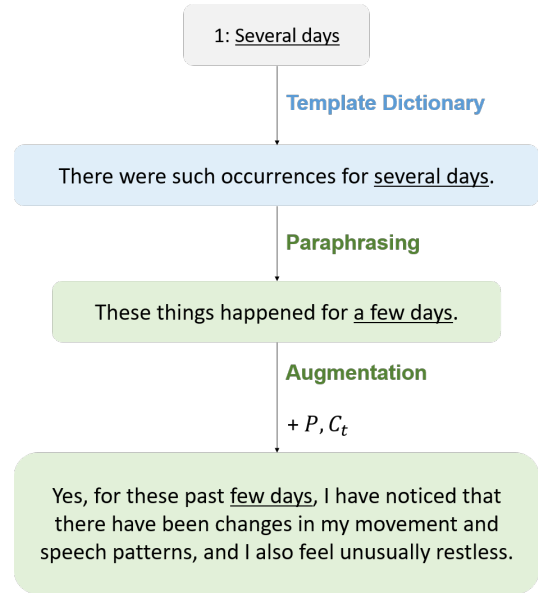 1: Several days
Template Dictionary
There were such occurrences for several days.
Paraphrasing
These things happened for a few days.
Augmentation
+ P, Cₜ
Yes, for these past few days, I have noticed that
there have been changes in my movement and
speech patterns, and I also feel unusually restless.